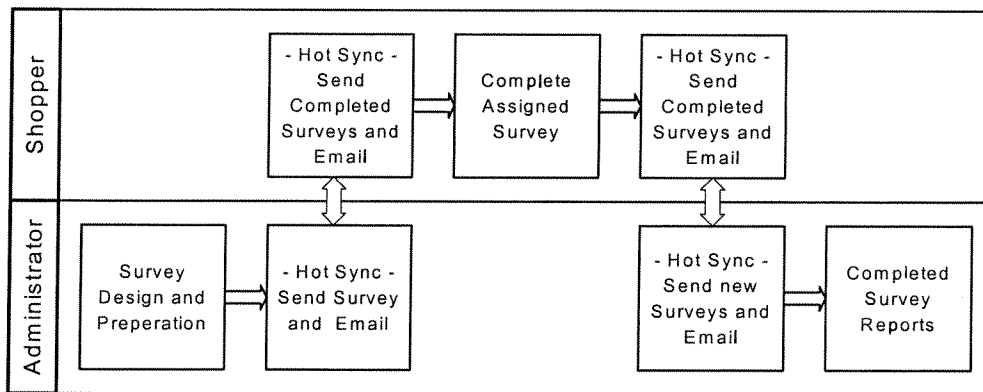 Shopper
- Hot Sync -
Send
Completed
Surveys and
Email
Complete
Assigned
Survey
- Hot Sync -
Send
Completed
Surveys and
Email
Administrator
Survey
Design and
Preperation
- Hot Sync -
Send Survey
and Email
- Hot Sync -
Send new
Surveys and
Email
Completed
Survey
Reports